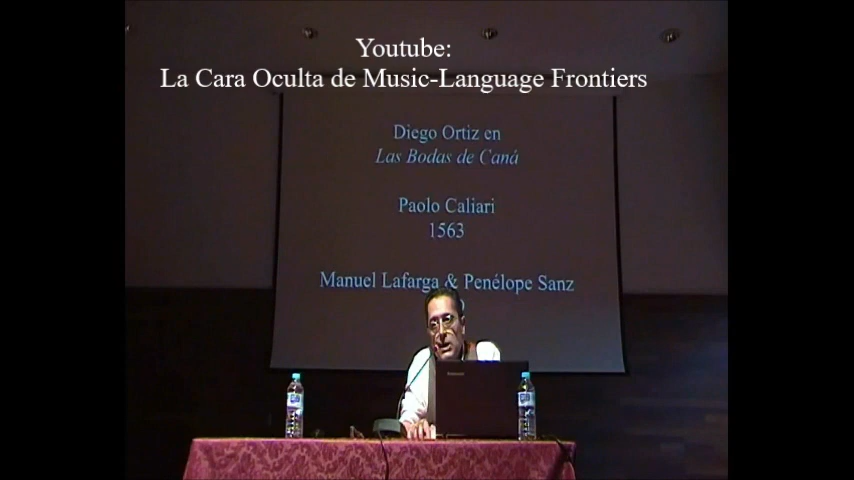 Youtube:
La Cara Oculta de Music-Language Frontiers
Diego Ortiz en
Las Bodas de Caná
Paolo Caliari
1563
Manuel Lafarga & Penélope Sanz